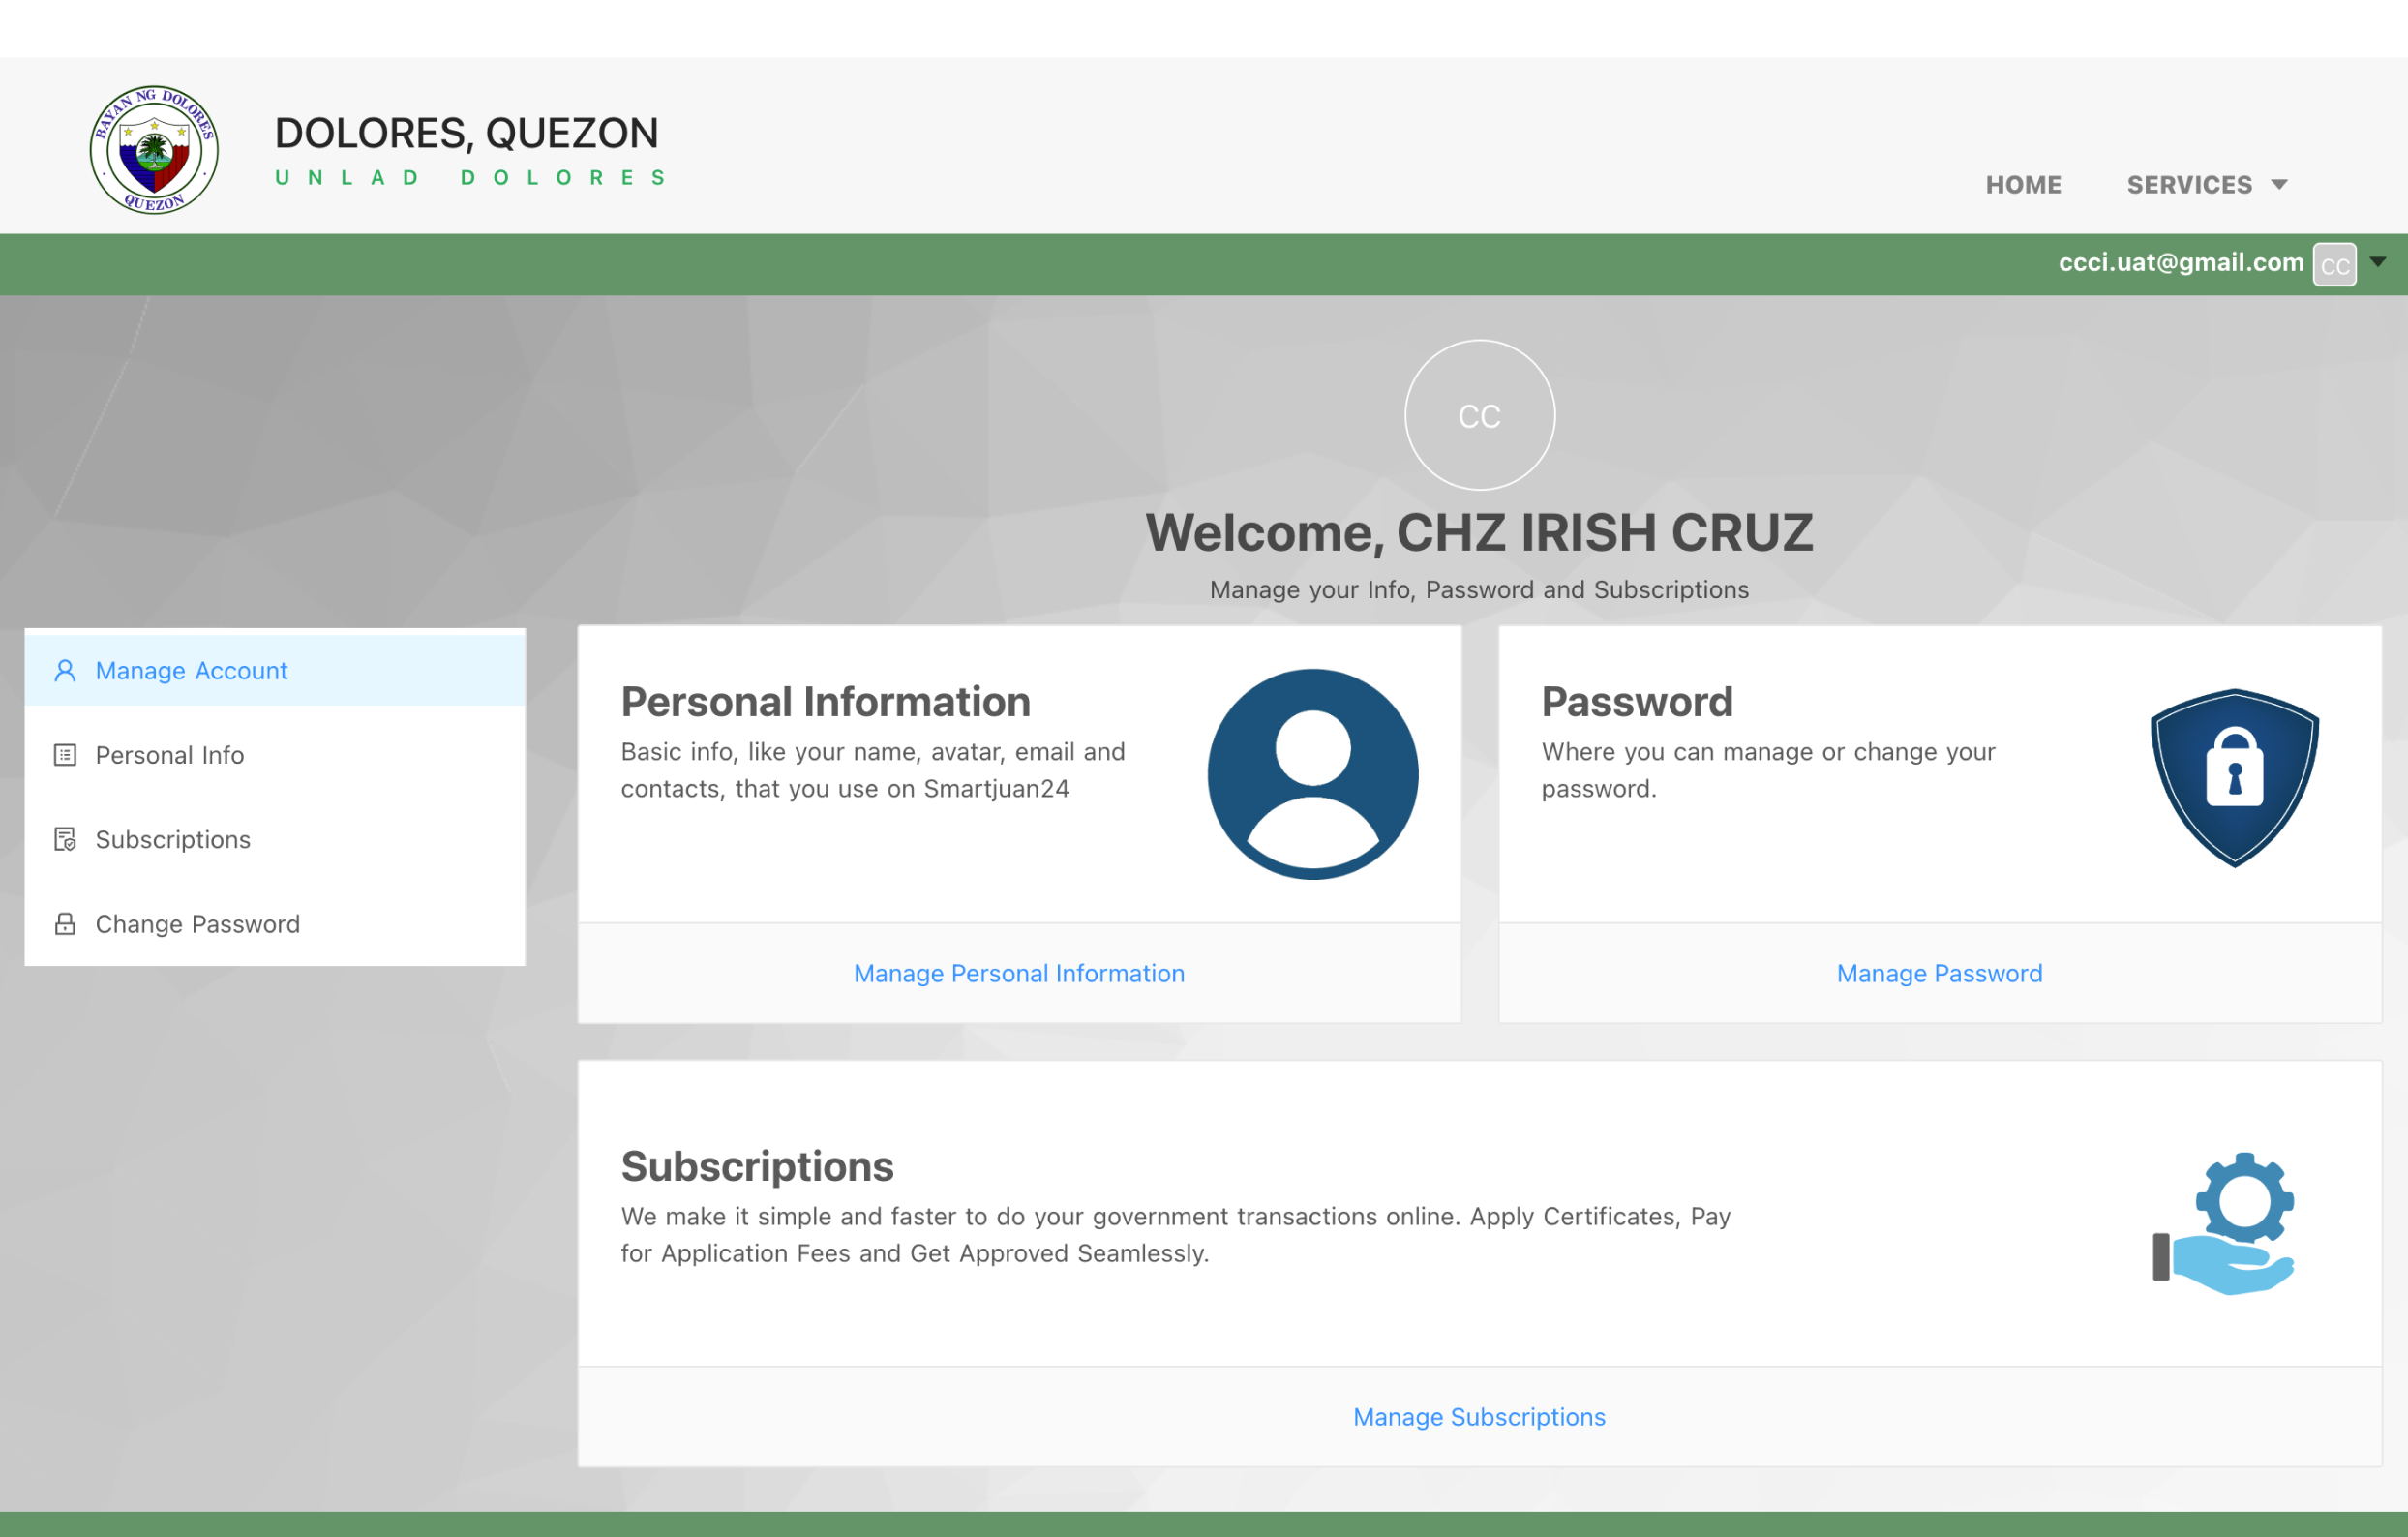 BAYAN NG DOLORES
QUEZON
DOLORES, QUEZON
UNLAD DOLORES
HOME
SERVICES
ccci.uat@gmail.com
CC
CC
Welcome, CHZ IRISH CRUZ
Manage your Info, Password and Subscriptions
Manage Account
Personal Info
Subscriptions
Change Password
Personal Information
Basic info, like your name, avatar, email and
contacts, that you use on Smartjuan24
Manage Personal Information
Password
Where you can manage or change your
password.
Manage Password
Subscriptions
We make it simple and faster to do your government transactions online. Apply Certificates, Pay
for Application Fees and Get Approved Seamlessly.
Manage Subscriptions